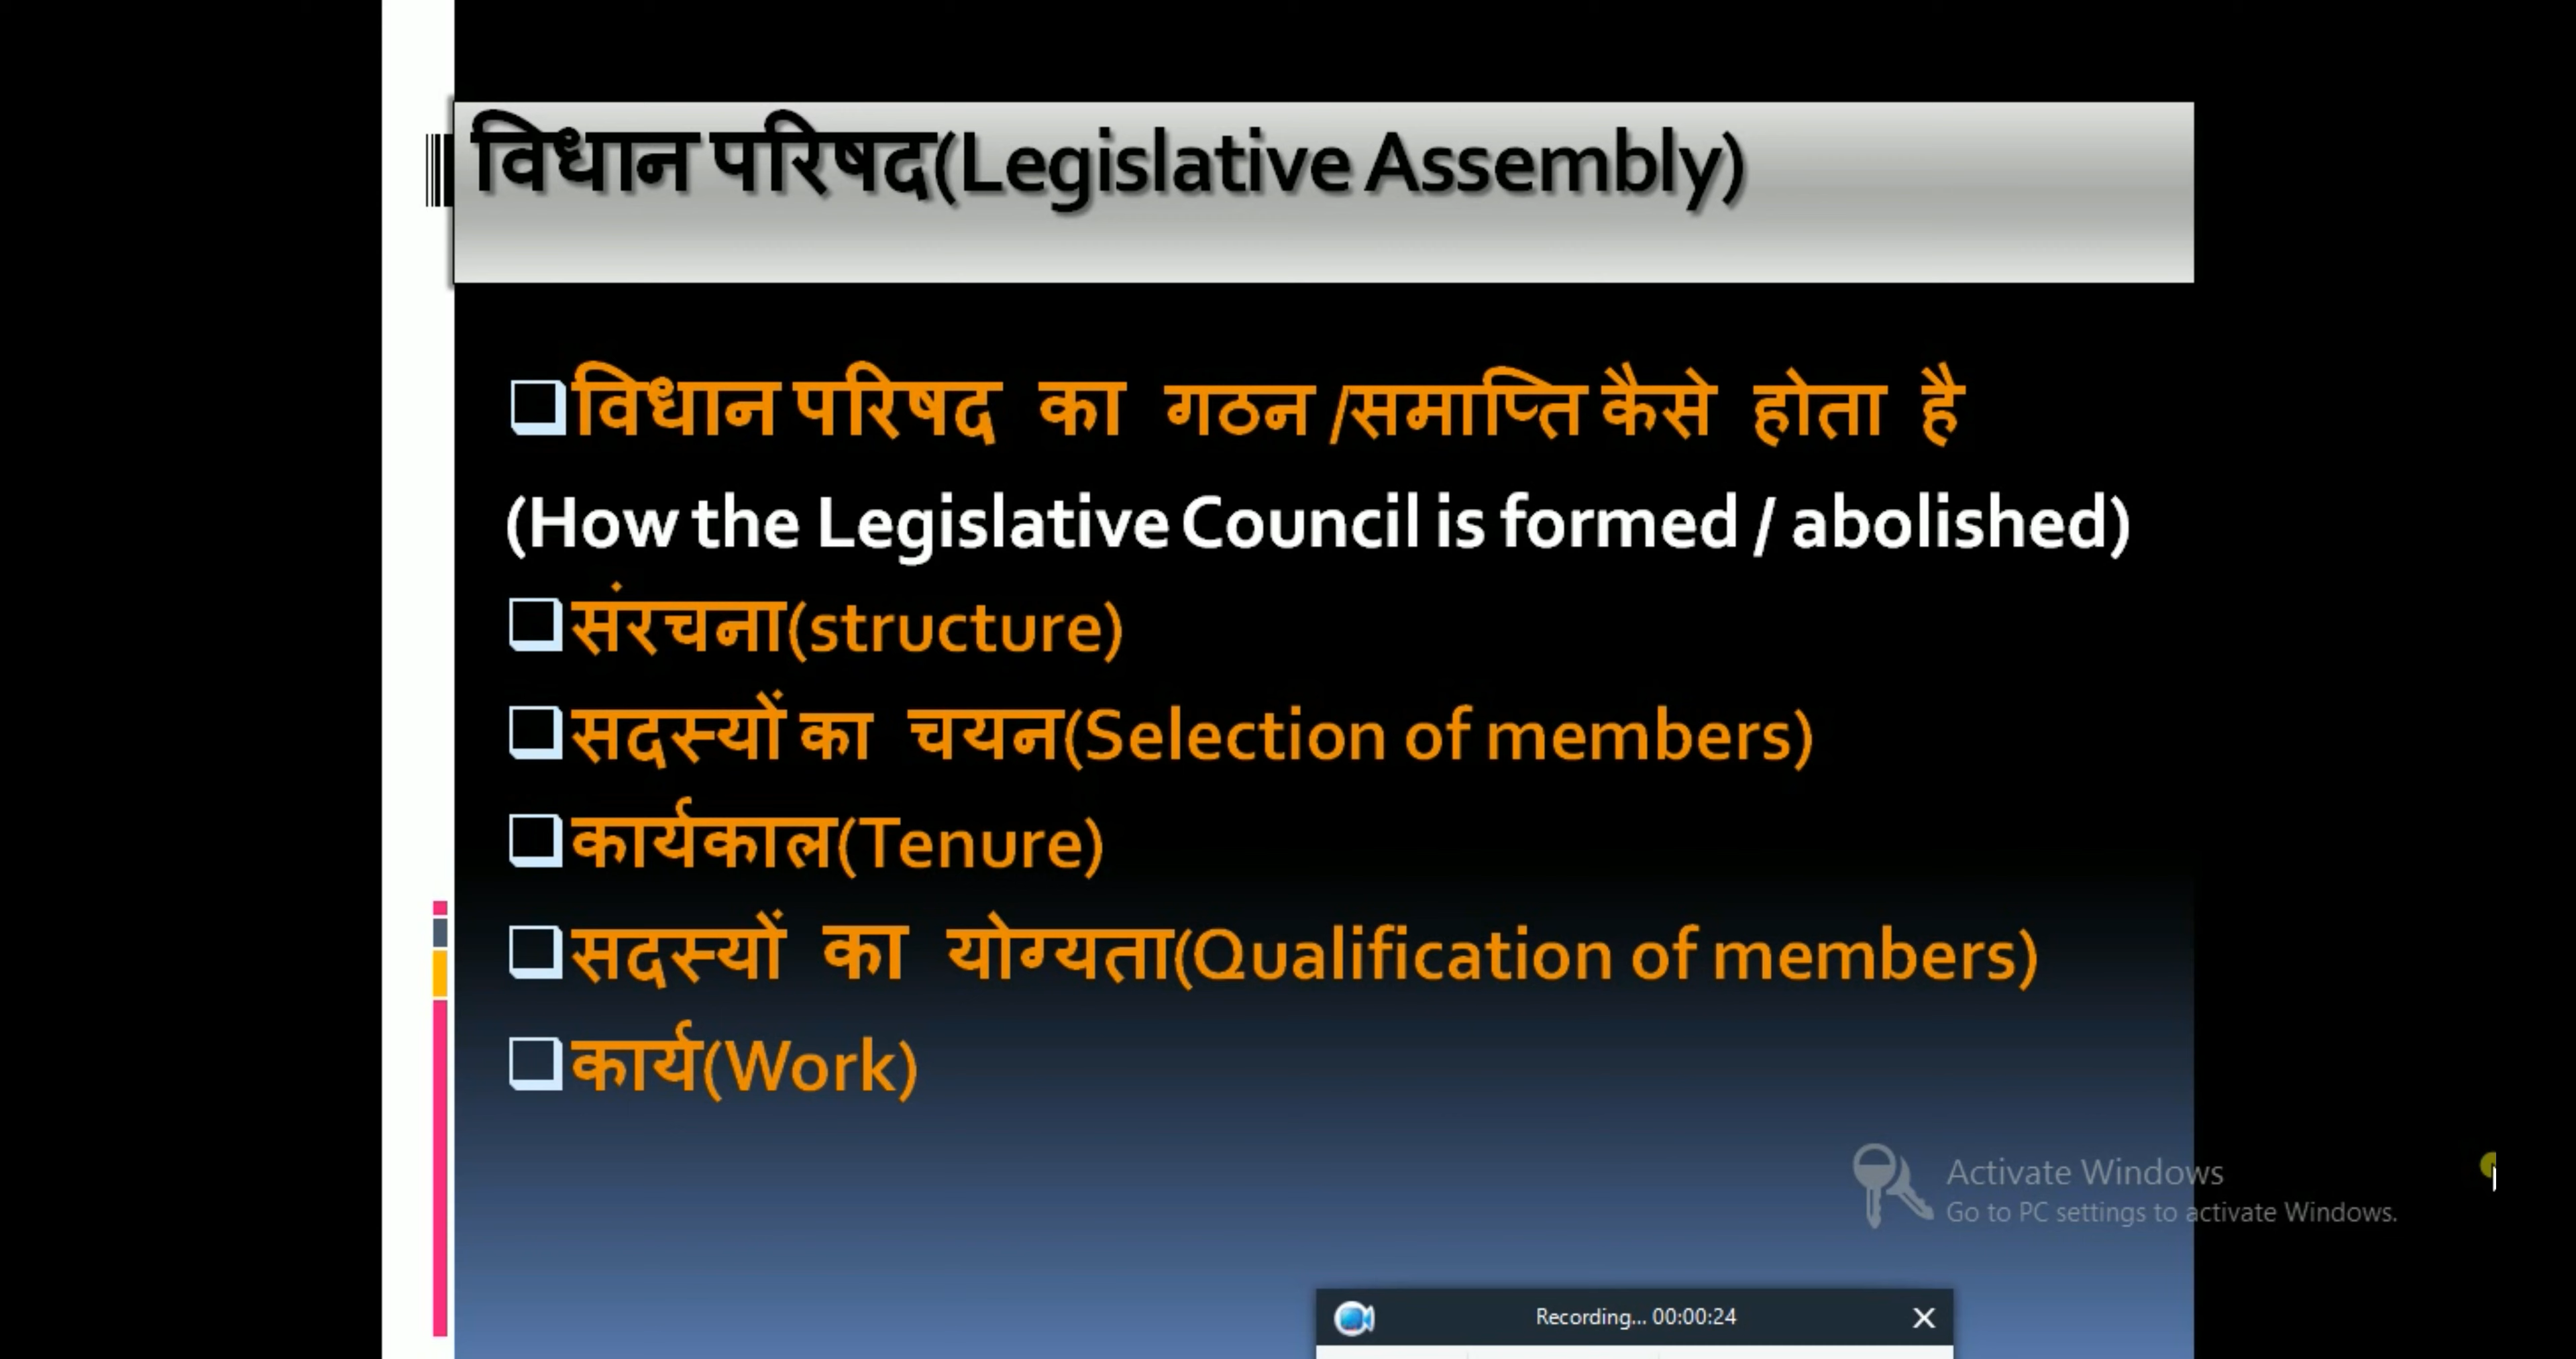 विधान परिषद(Legislative Assembly)
विधान परिषद का गठन /समाप्ति कैसे होता है
(How the Legislative Council is formed / abolished)
संरचना(structure)
सदस्यों का चयन(Selection of members)
कार्यकाल(Tenure)
सदस्यों का योग्यता(Qualification of members)
कार्य(Work)
Activate Windows
Go to PC settings to activate Windows.
Recording... 00:00:24